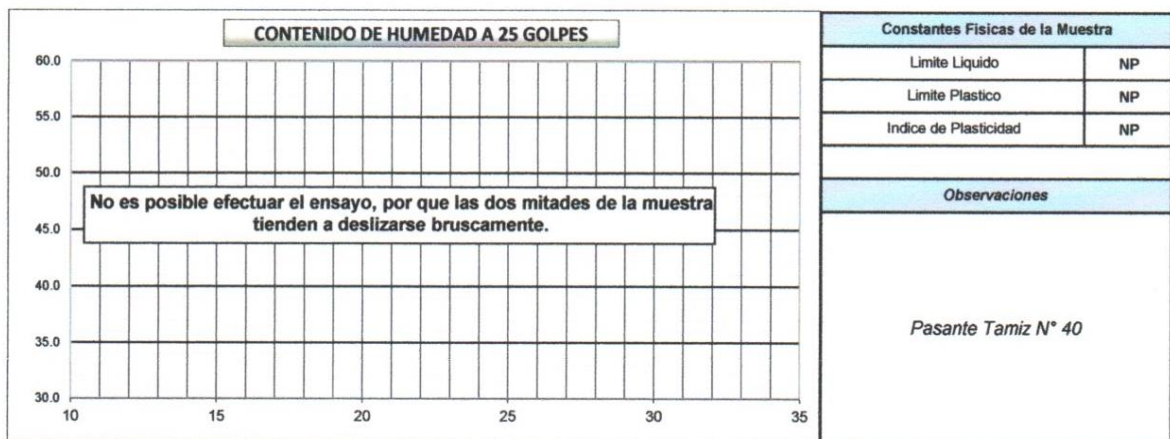 CONTENIDO DE HUMEDAD A 25 GOLPES
60.0
55.0
50.0
45.0
40.0
35.0
30.0
10 15 20 25 30 35
No es posible efectuar el ensayo, por que las dos mitades de la muestra
tienden a deslizarse bruscamente.
Constantes Fisicas de la Muestra
Limite Liquido NP
Limite Plastico NP
Indice de Plasticidad NP
Observaciones
Pasante Tamiz N° 40